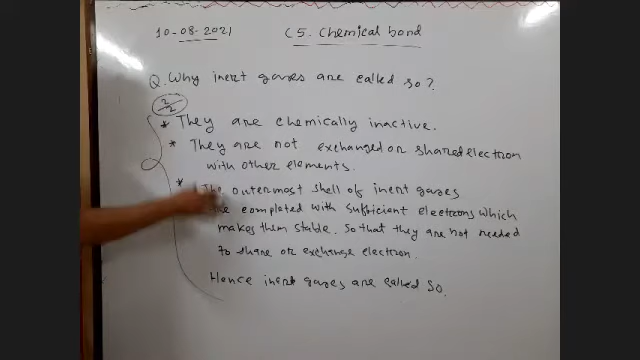 10-08-2021 C5. Chemical bond
Q. Why inert gases are called so?
2/2
* They are chemically inactive.
* They are not exchanged or shared electron
with other elements.
* The outermost shell of inert gases
are completed with sufficient electrons which
makes them stable. So that they are not needed
to share or exchange electron.
Hence inert gases are called so.